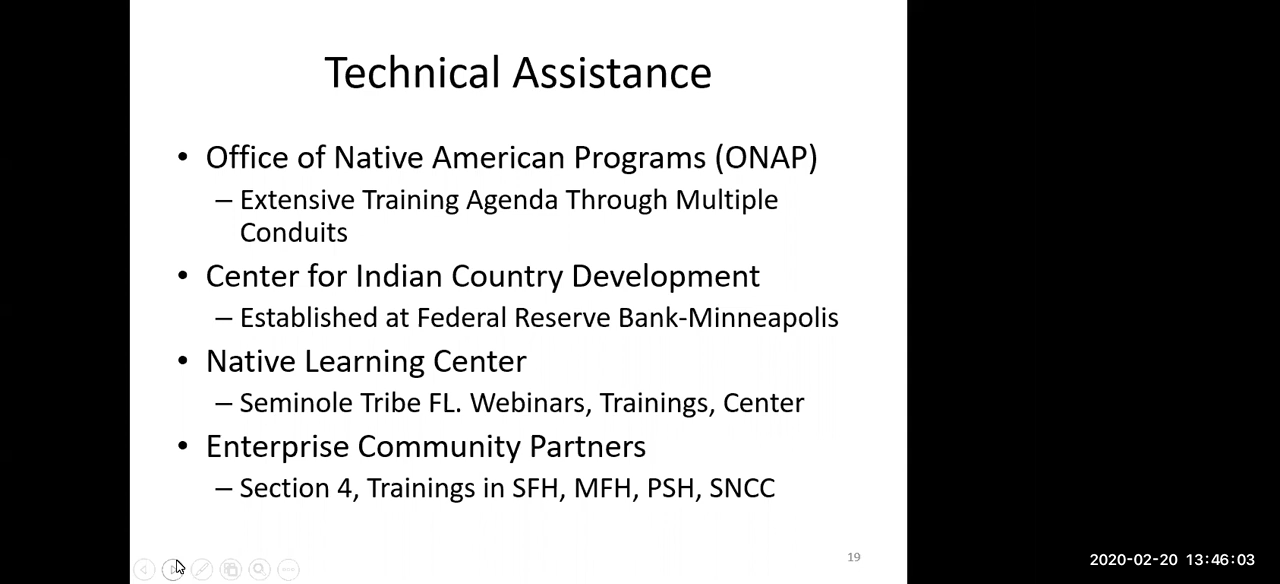 Technical Assistance
• Office of Native American Programs (ONAP)
– Extensive Training Agenda Through Multiple
Conduits
• Center for Indian Country Development
– Established at Federal Reserve Bank-Minneapolis
• Native Learning Center
– Seminole Tribe FL. Webinars, Trainings, Center
• Enterprise Community Partners
– Section 4, Trainings in SFH, MFH, PSH, SNCC
19
2020-02-20 13:46:03